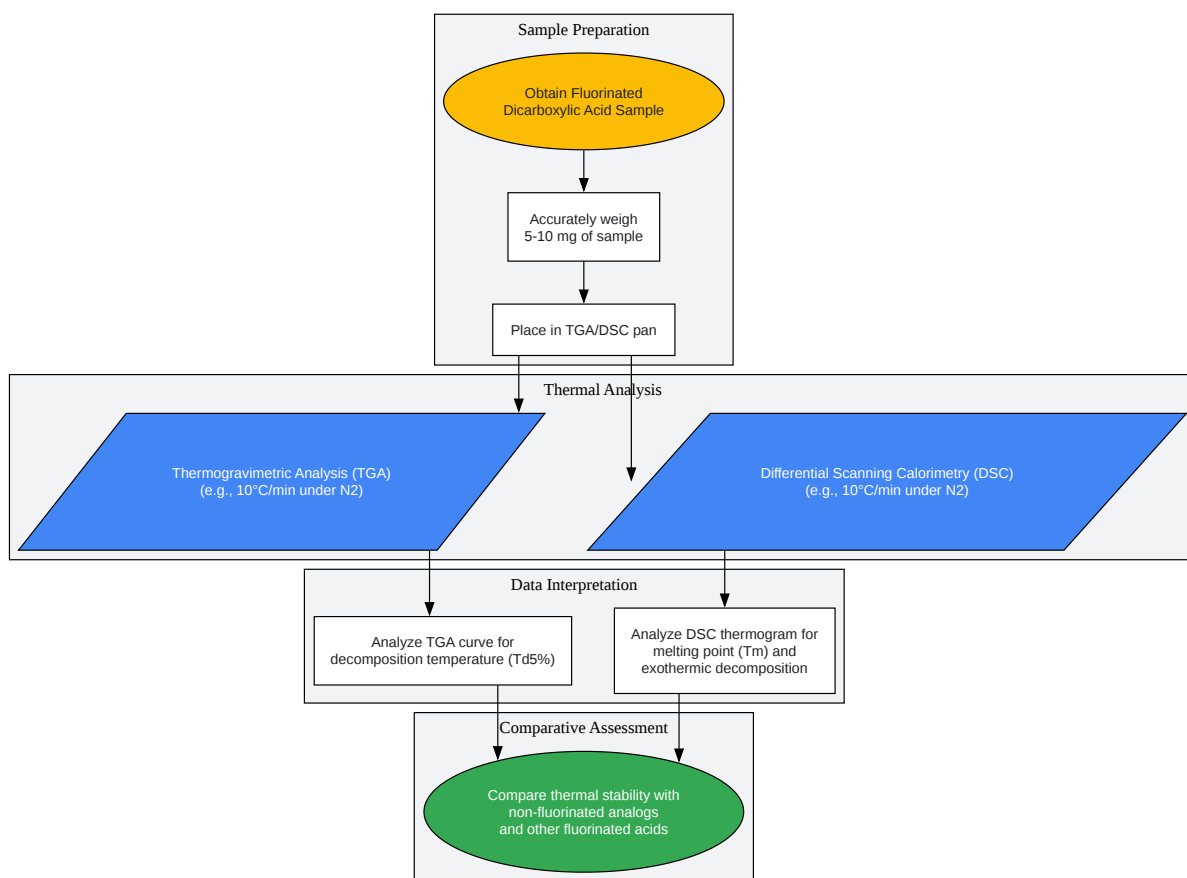 Sample Preparation
Obtain Fluorinated
Dicarboxylic Acid Sample
Accurately weigh
5-10 mg of sample
Place in TGA/DSC pan
Thermal Analysis
Thermogravimetric Analysis (TGA)
(e.g., 10°C/min under N2)
Differential Scanning Calorimetry (DSC)
(e.g., 10°C/min under N2)
Data Interpretation
Analyze TGA curve for
decomposition temperature (Td5%)
Analyze DSC thermogram for
melting point (Tm) and
exothermic decomposition
Comparative Assessment
Compare thermal stability with
non-fluorinated analogs
and other fluorinated acids